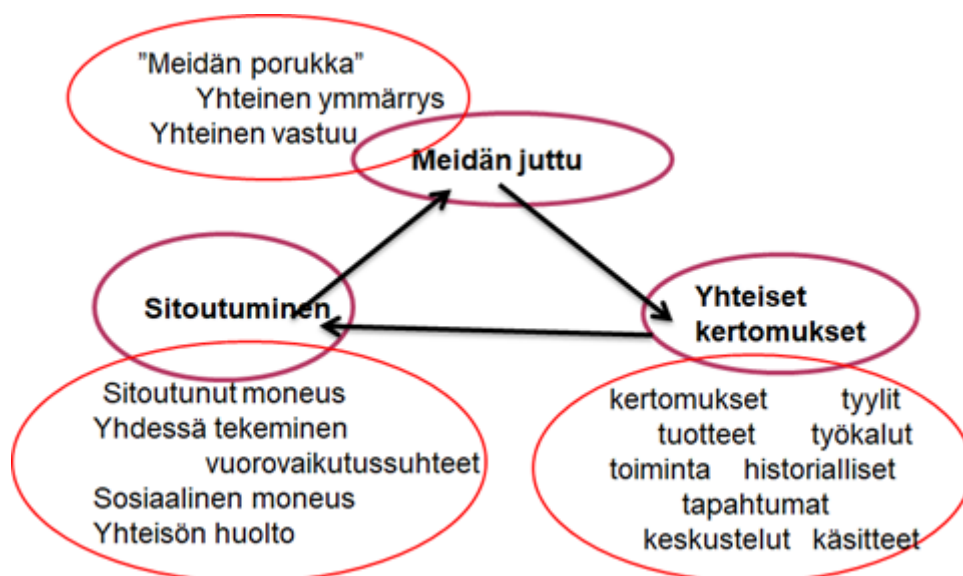 ”Meidän porukka”
Yhteinen ymmärrys
Yhteinen vastuu
Meidän juttu
Sitoutuminen
Yhteiset
kertomukset
Sitoutunut moneus
Yhdessä tekeminen
vuorovaikutussuhteet
Sosiaalinen moneus
Yhteisön huolto
kertomukset tyylit
tuotteet työkalut
toiminta historialliset
tapahtumat
keskustelut käsitteet